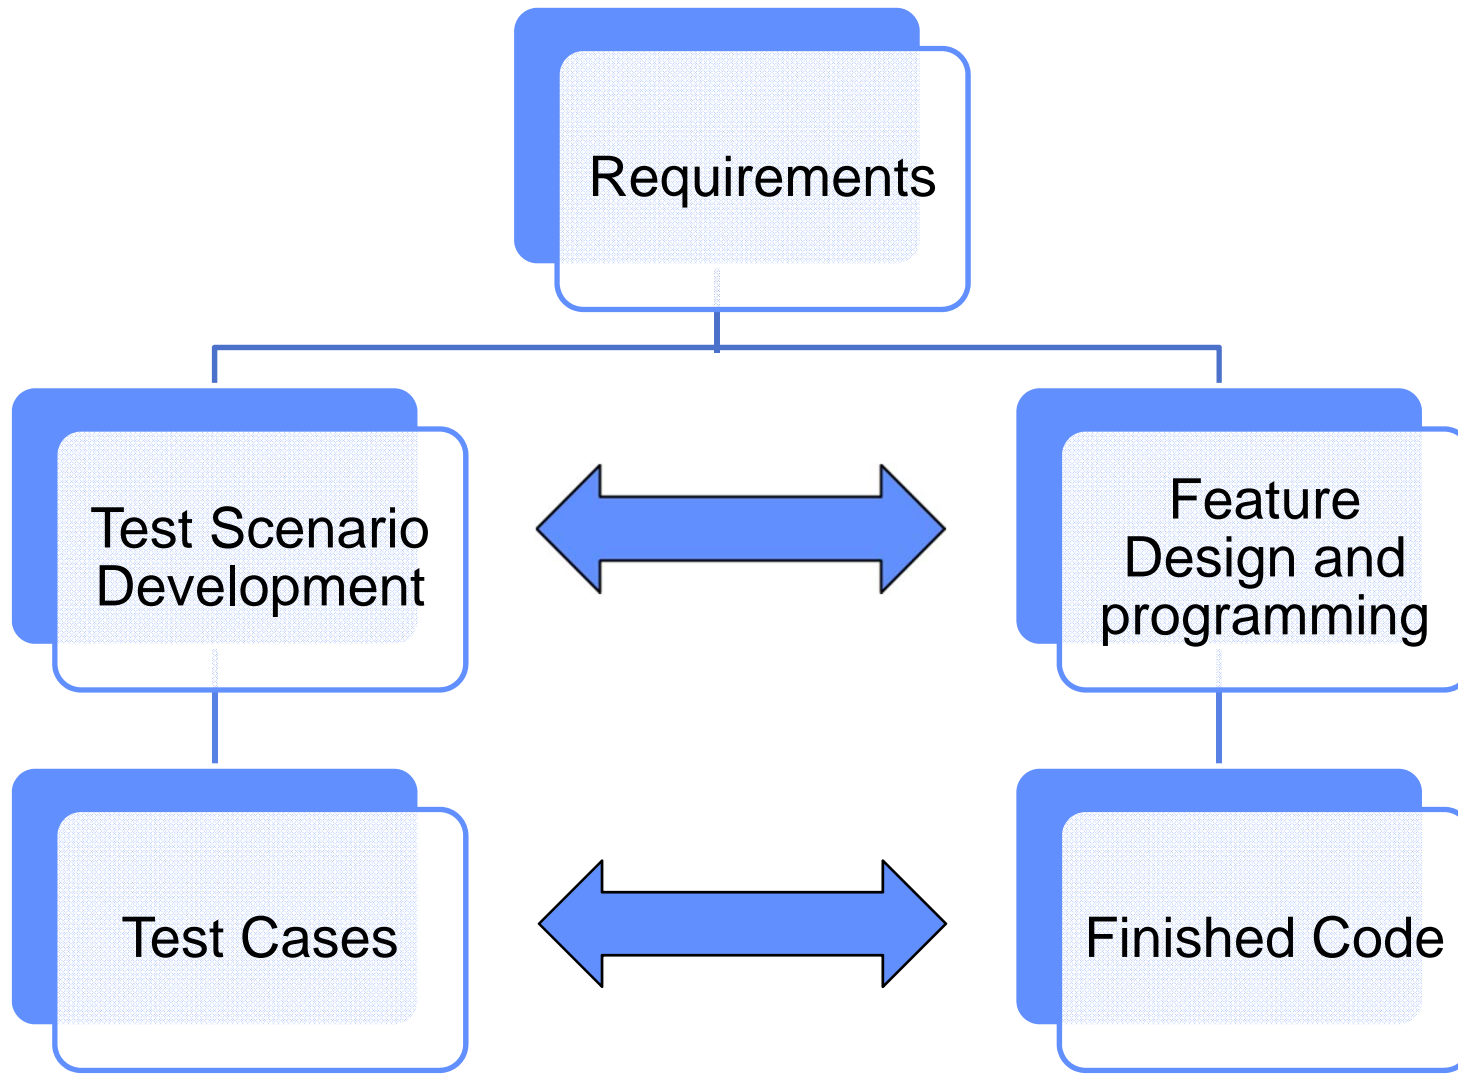 Requirements
Test Scenario
Development
Feature
Design and
programming
Test Cases
Finished Code